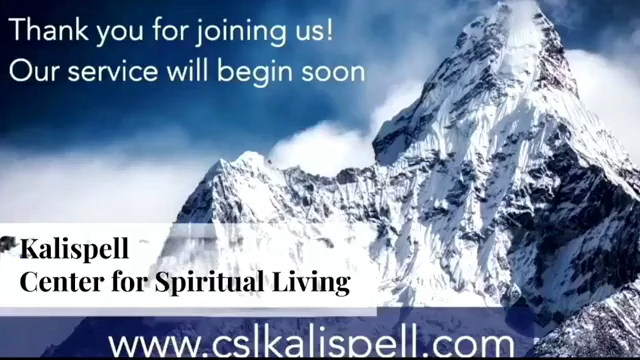 Thank you for joining us!
Our service will begin soon
Kalispell
Center for Spiritual Living
www.cslkalispell.com